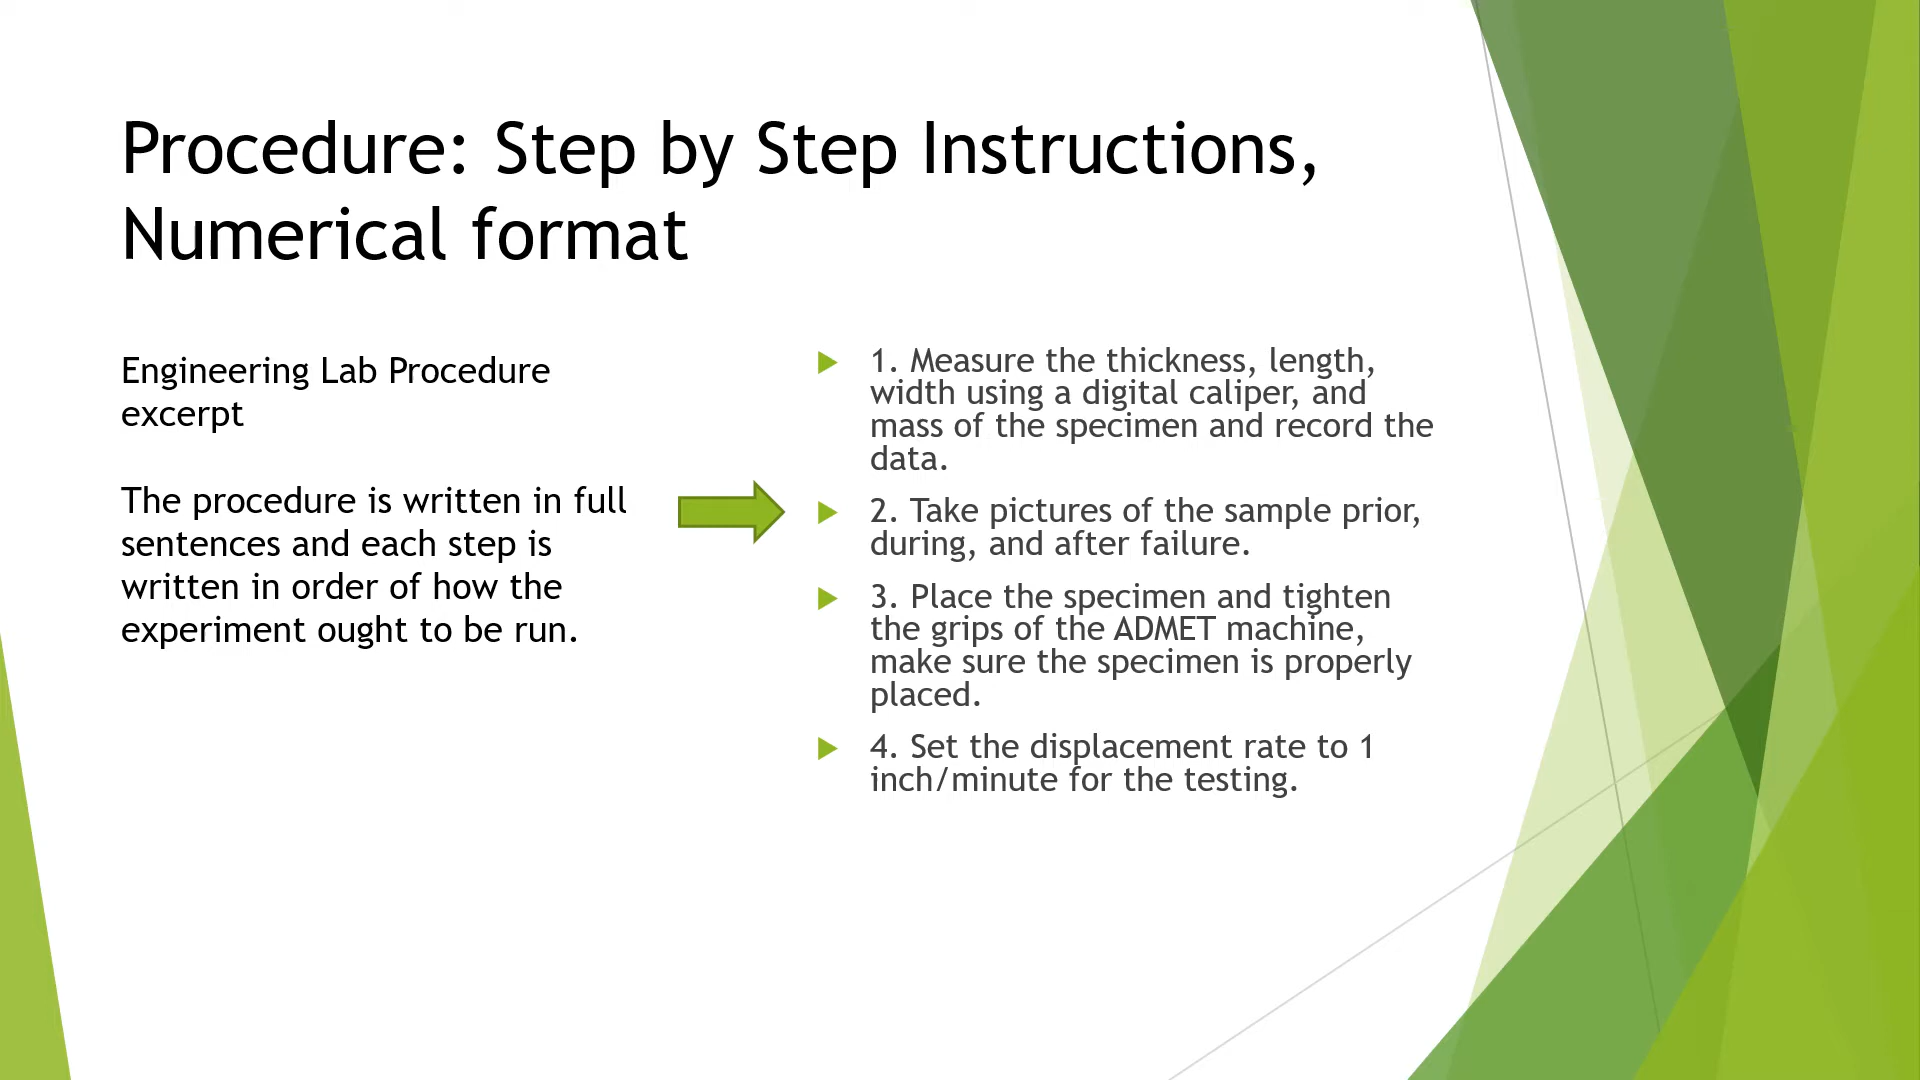 Procedure: Step by Step Instructions,
Numerical format
Engineering Lab Procedure
excerpt
The procedure is written in full
sentences and each step is
written in order of how the
experiment ought to be run.
1. Measure the thickness, length,
width using a digital caliper, and
mass of the specimen and record the
data.
2. Take pictures of the sample prior,
during, and after failure.
3. Place the specimen and tighten
the grips of the ADMET machine,
make sure the specimen is properly
placed.
4. Set the displacement rate to 1
inch/minute for the testing.